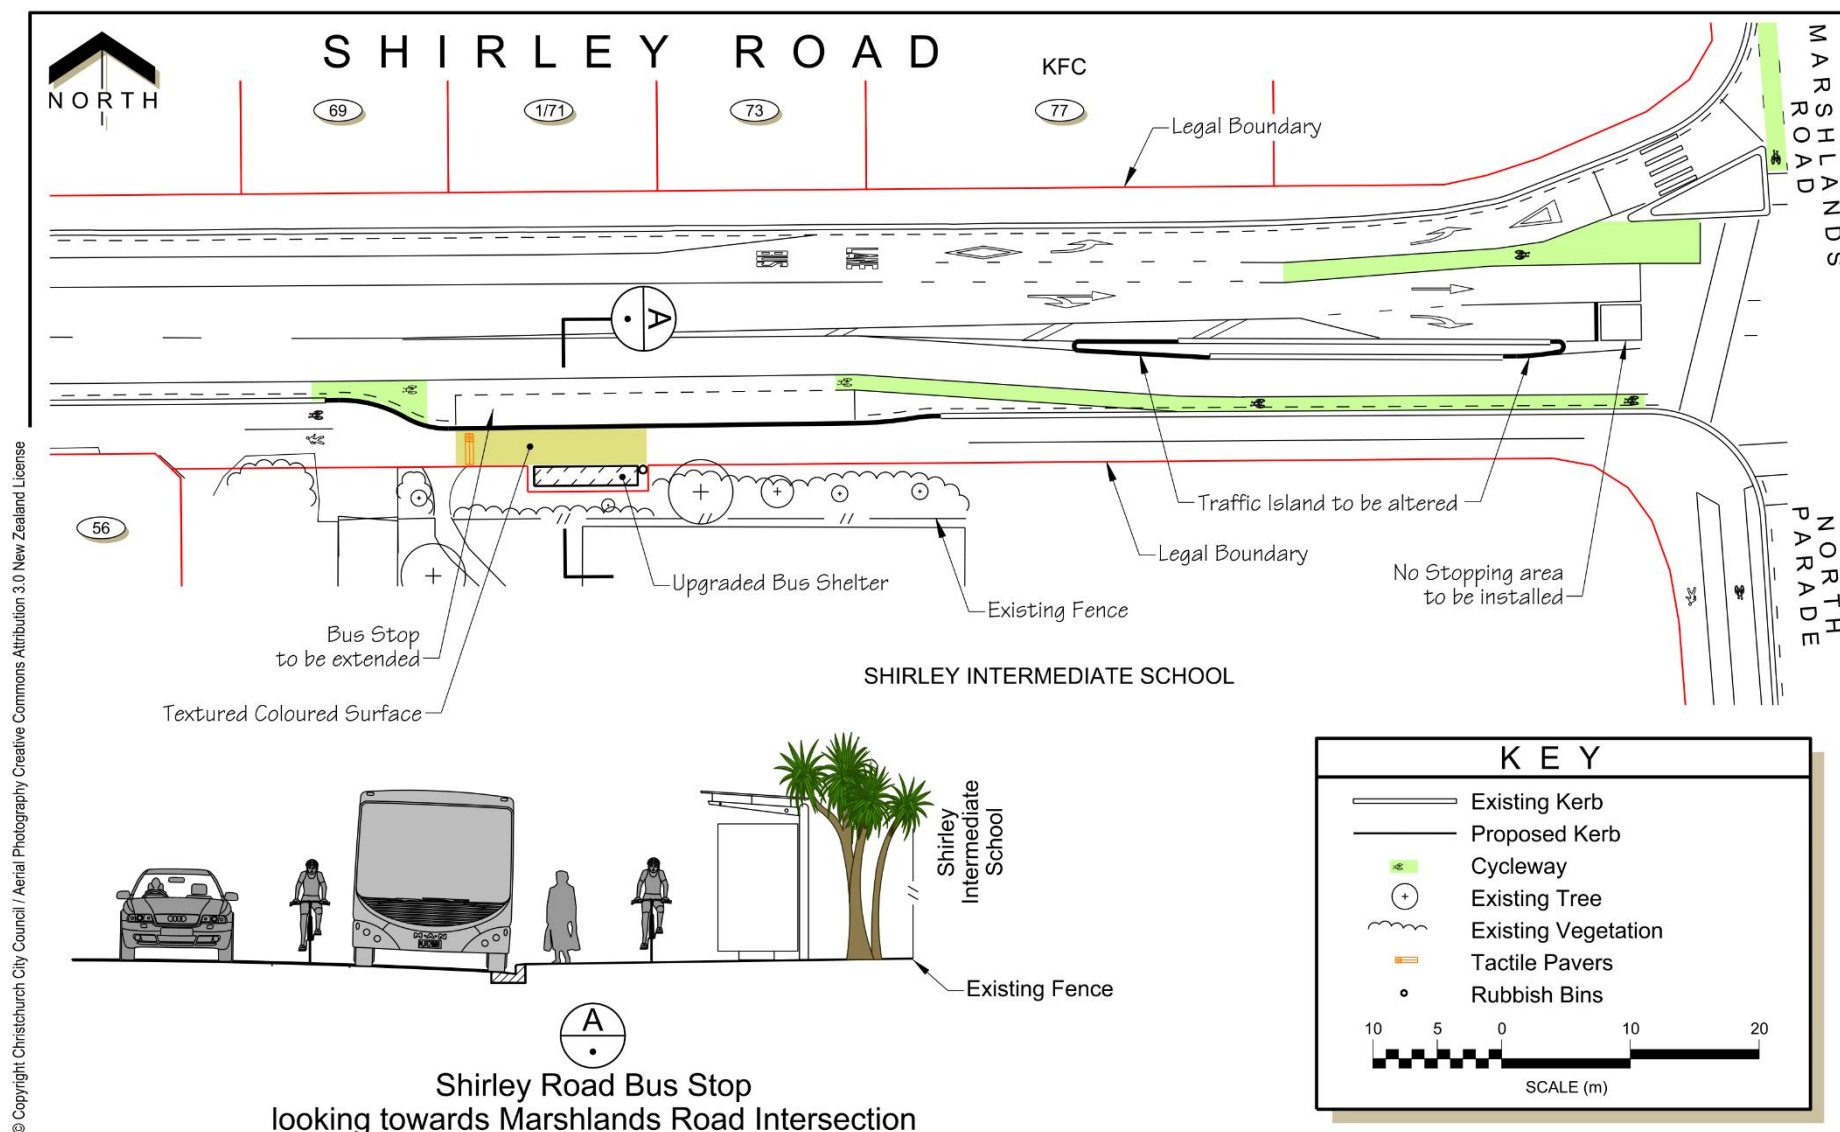 SHIRLEY ROAD
NORTH
KFC
69
1/71
73
77
Legal Boundary
MARSHLANDS
ROAD
A
56
Traffic Island to be altered
Legal Boundary
No Stopping area
to be installed
Upgraded Bus Shelter
Existing Fence
Bus Stop
to be extended
Textured Coloured Surface
SHIRLEY INTERMEDIATE SCHOOL
NORTH
PARADE
Shirley
Intermediate
School
Existing Fence
A
Shirley Road Bus Stop
looking towards Marshlands Road Intersection
KEY
Existing Kerb
Proposed Kerb
Cycleway
Existing Tree
Existing Vegetation
Tactile Pavers
Rubbish Bins
10 5 0 10 20
SCALE (m)
© Copyright Christchurch City Council / Aerial Photography Creative Commons Attribution 3.0 New Zealand License